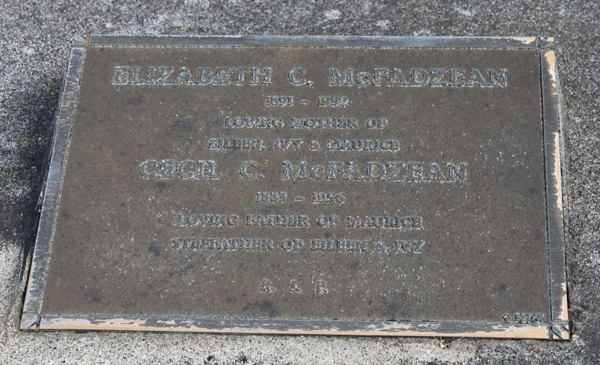 ELIZABETH C. McFADZEAN
LOVING MOTHER OF
EILEEN, IVY & MAURICE
CECIL C. McFADZEAN
LOVING FATHER OF MAURICE
STEPFATHER OF EILEEN & IVY